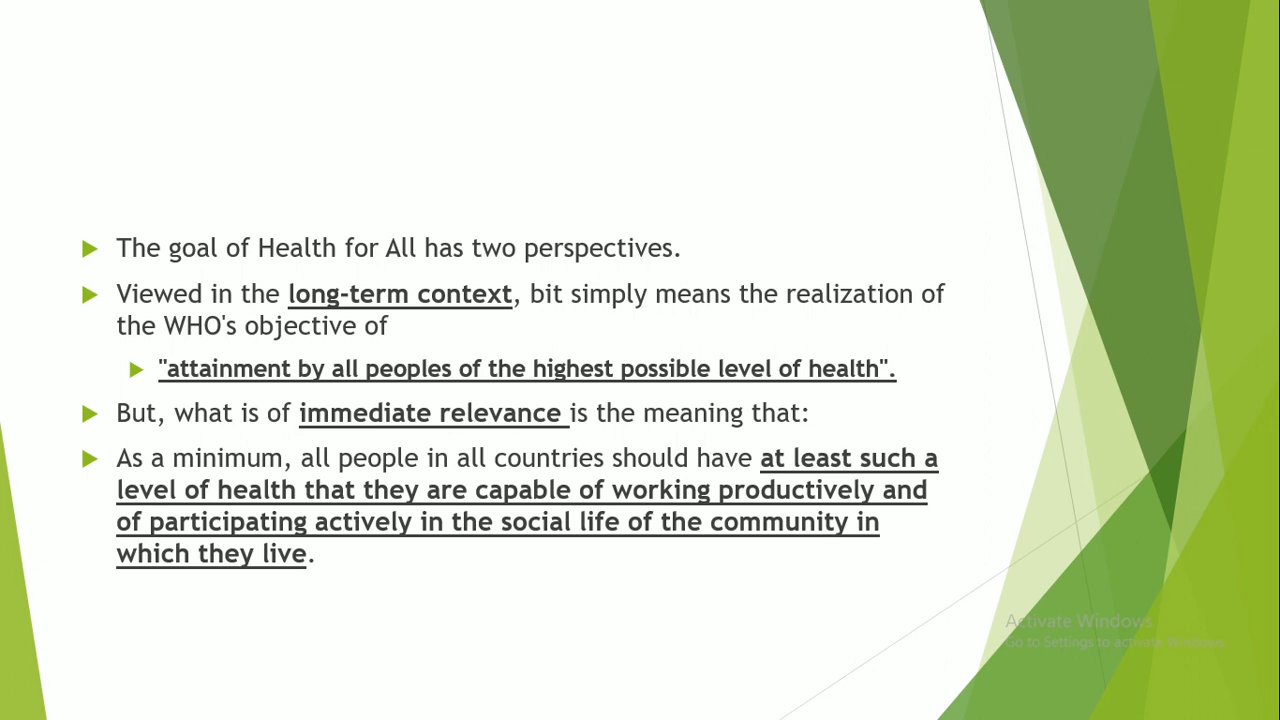 The goal of Health for All has two perspectives.
Viewed in the long-term context, bit simply means the realization of
the WHO's objective of
"attainment by all peoples of the highest possible level of health".
But, what is of immediate relevance is the meaning that:
As a minimum, all people in all countries should have at least such a
level of health that they are capable of working productively and
of participating actively in the social life of the community in
which they live.
Activate Windows
Go to Settings to activate Windows.